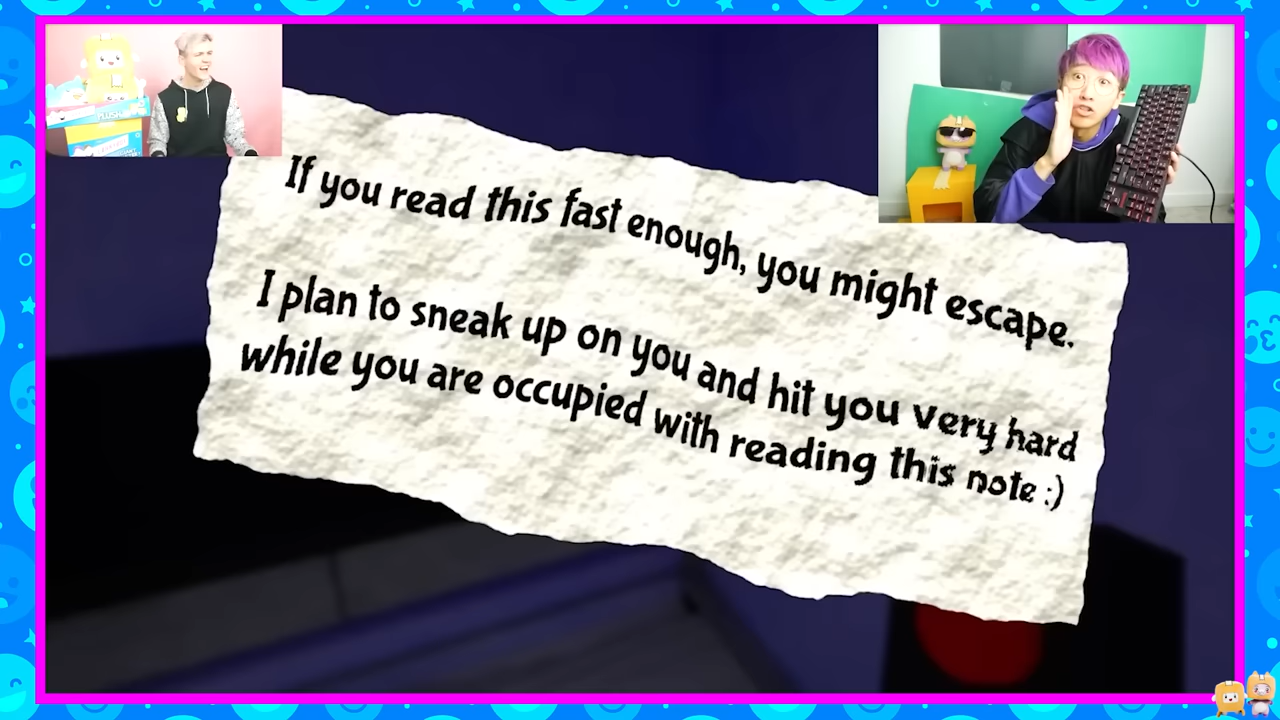 If you read this fast enough, you might escape.
I plan to sneak up on you and hit you very hard
while you are occupied with reading this note :)